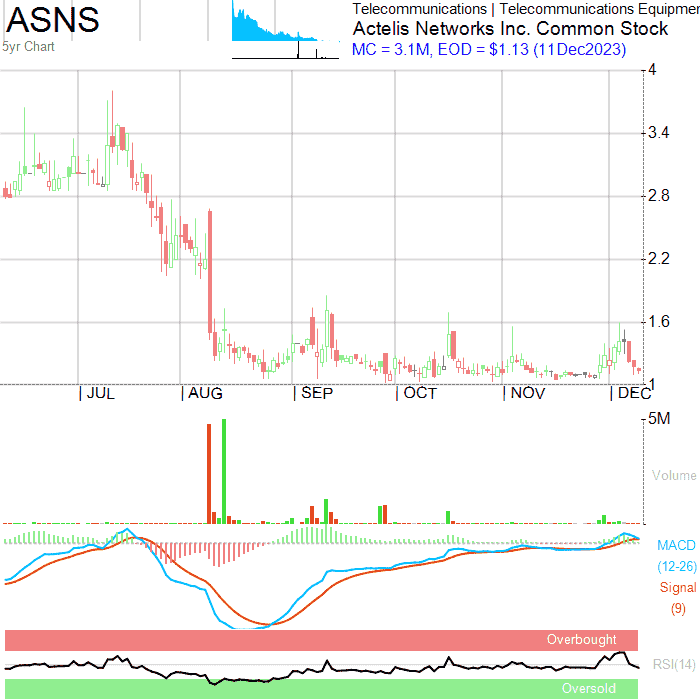 ASNS
5yr Chart
Telecommunications | Telecommunications Equipmen
Actelis Networks Inc. Common Stock
MC = 3.1M, EOD = $1.13 (11Dec2023)
4
3.4
2.8
2.2
1.6
1
|JUL |AUG |SEP |OCT |NOV |DEC
5M
Volume
MACD
(12-26)
Signal
(9)
Overbought
RSI(14)
Oversold